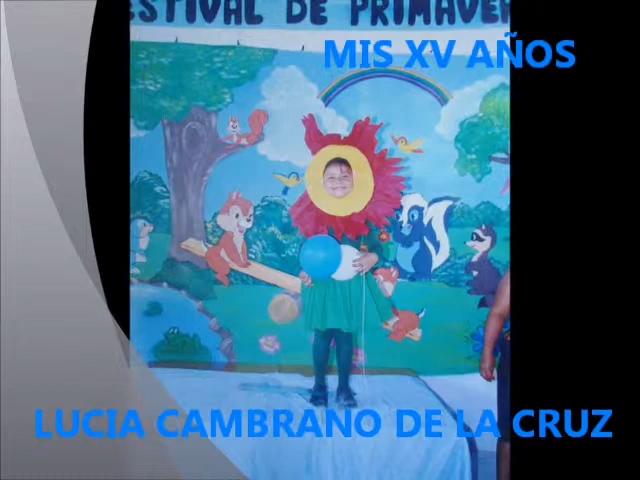 STIVAL DE PRIMAVE
MIS XV AÑOS
LUCIA CAMBRANO DE LA CRUZ